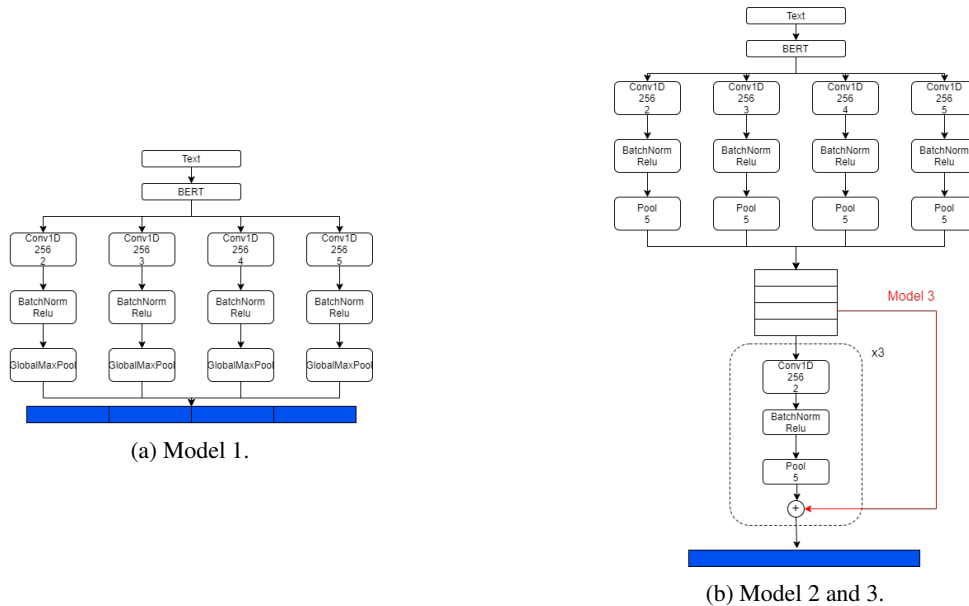 Text
BERT
Conv1D
256
2
Conv1D
256
3
Conv1D
256
4
Conv1D
256
5
BatchNorm
Relu
BatchNorm
Relu
BatchNorm
Relu
BatchNorm
Relu
GlobalMaxPool
GlobalMaxPool
GlobalMaxPool
GlobalMaxPool
(a) Model 1.
Text
BERT
Conv1D
256
2
Conv1D
256
3
Conv1D
256
4
Conv1D
256
5
BatchNorm
Relu
BatchNorm
Relu
BatchNorm
Relu
BatchNorm
Relu
Pool
5
Pool
5
Pool
5
Pool
5
Model 3
x3
Conv1D
256
2
BatchNorm
Relu
Pool
5
+
(b) Model 2 and 3.